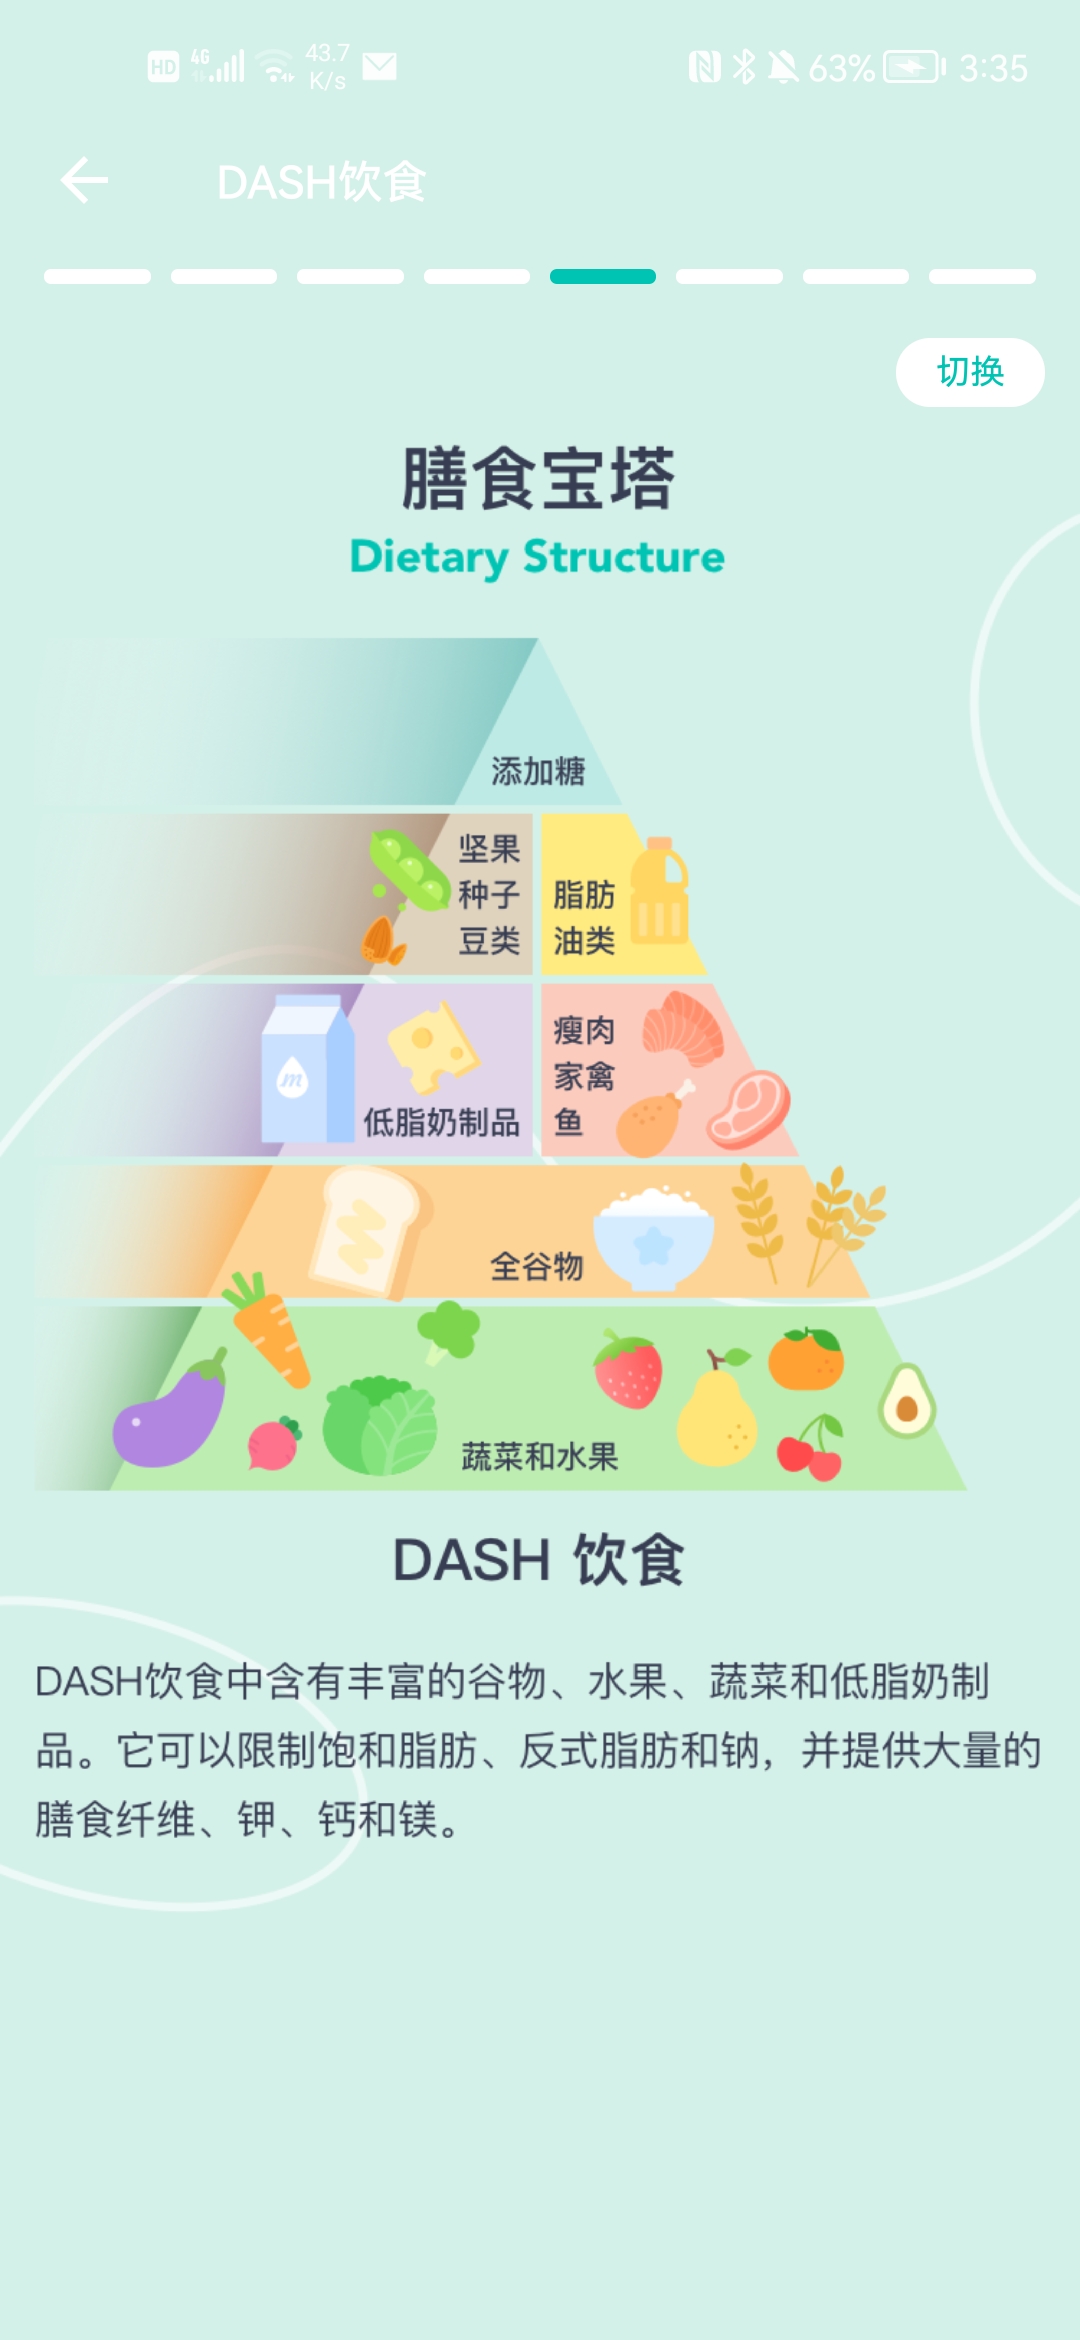 HD 4G 43.7 K/s 63% 3:35
DASH饮食
切换
膳食宝塔
Dietary Structure
添加糖
坚果
种子
豆类
脂肪
油类
m
低脂奶制品
瘦肉
家禽
鱼
全谷物
蔬菜和水果
DASH 饮食
DASH饮食中含有丰富的谷物、水果、蔬菜和低脂奶制
品。它可以限制饱和脂肪、反式脂肪和钠，并提供大量的
膳食纤维、钾、钙和镁。